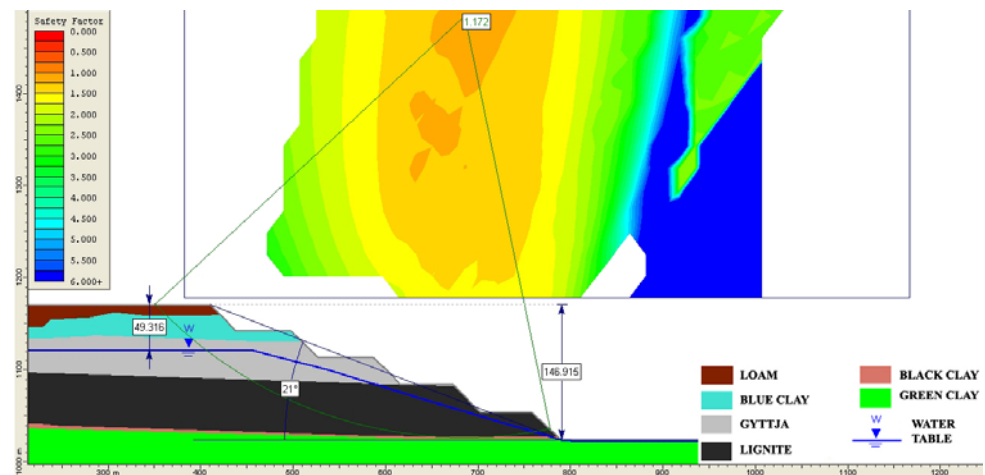 Safety Factor
0.000
0.500
1.000
1.500
2.000
2.500
3.000
3.500
4.000
4.500
5.000
5.500
6.000+
1.172
1400
1300
1200
1100
1000 m
49.316
W
21°
146.915
LOAM
BLUE CLAY
GYTTJA
LIGNITE
BLACK CLAY
GREEN CLAY
W
WATER
TABLE
300 m
400
500
600
700
800
900
1000
1100
1200